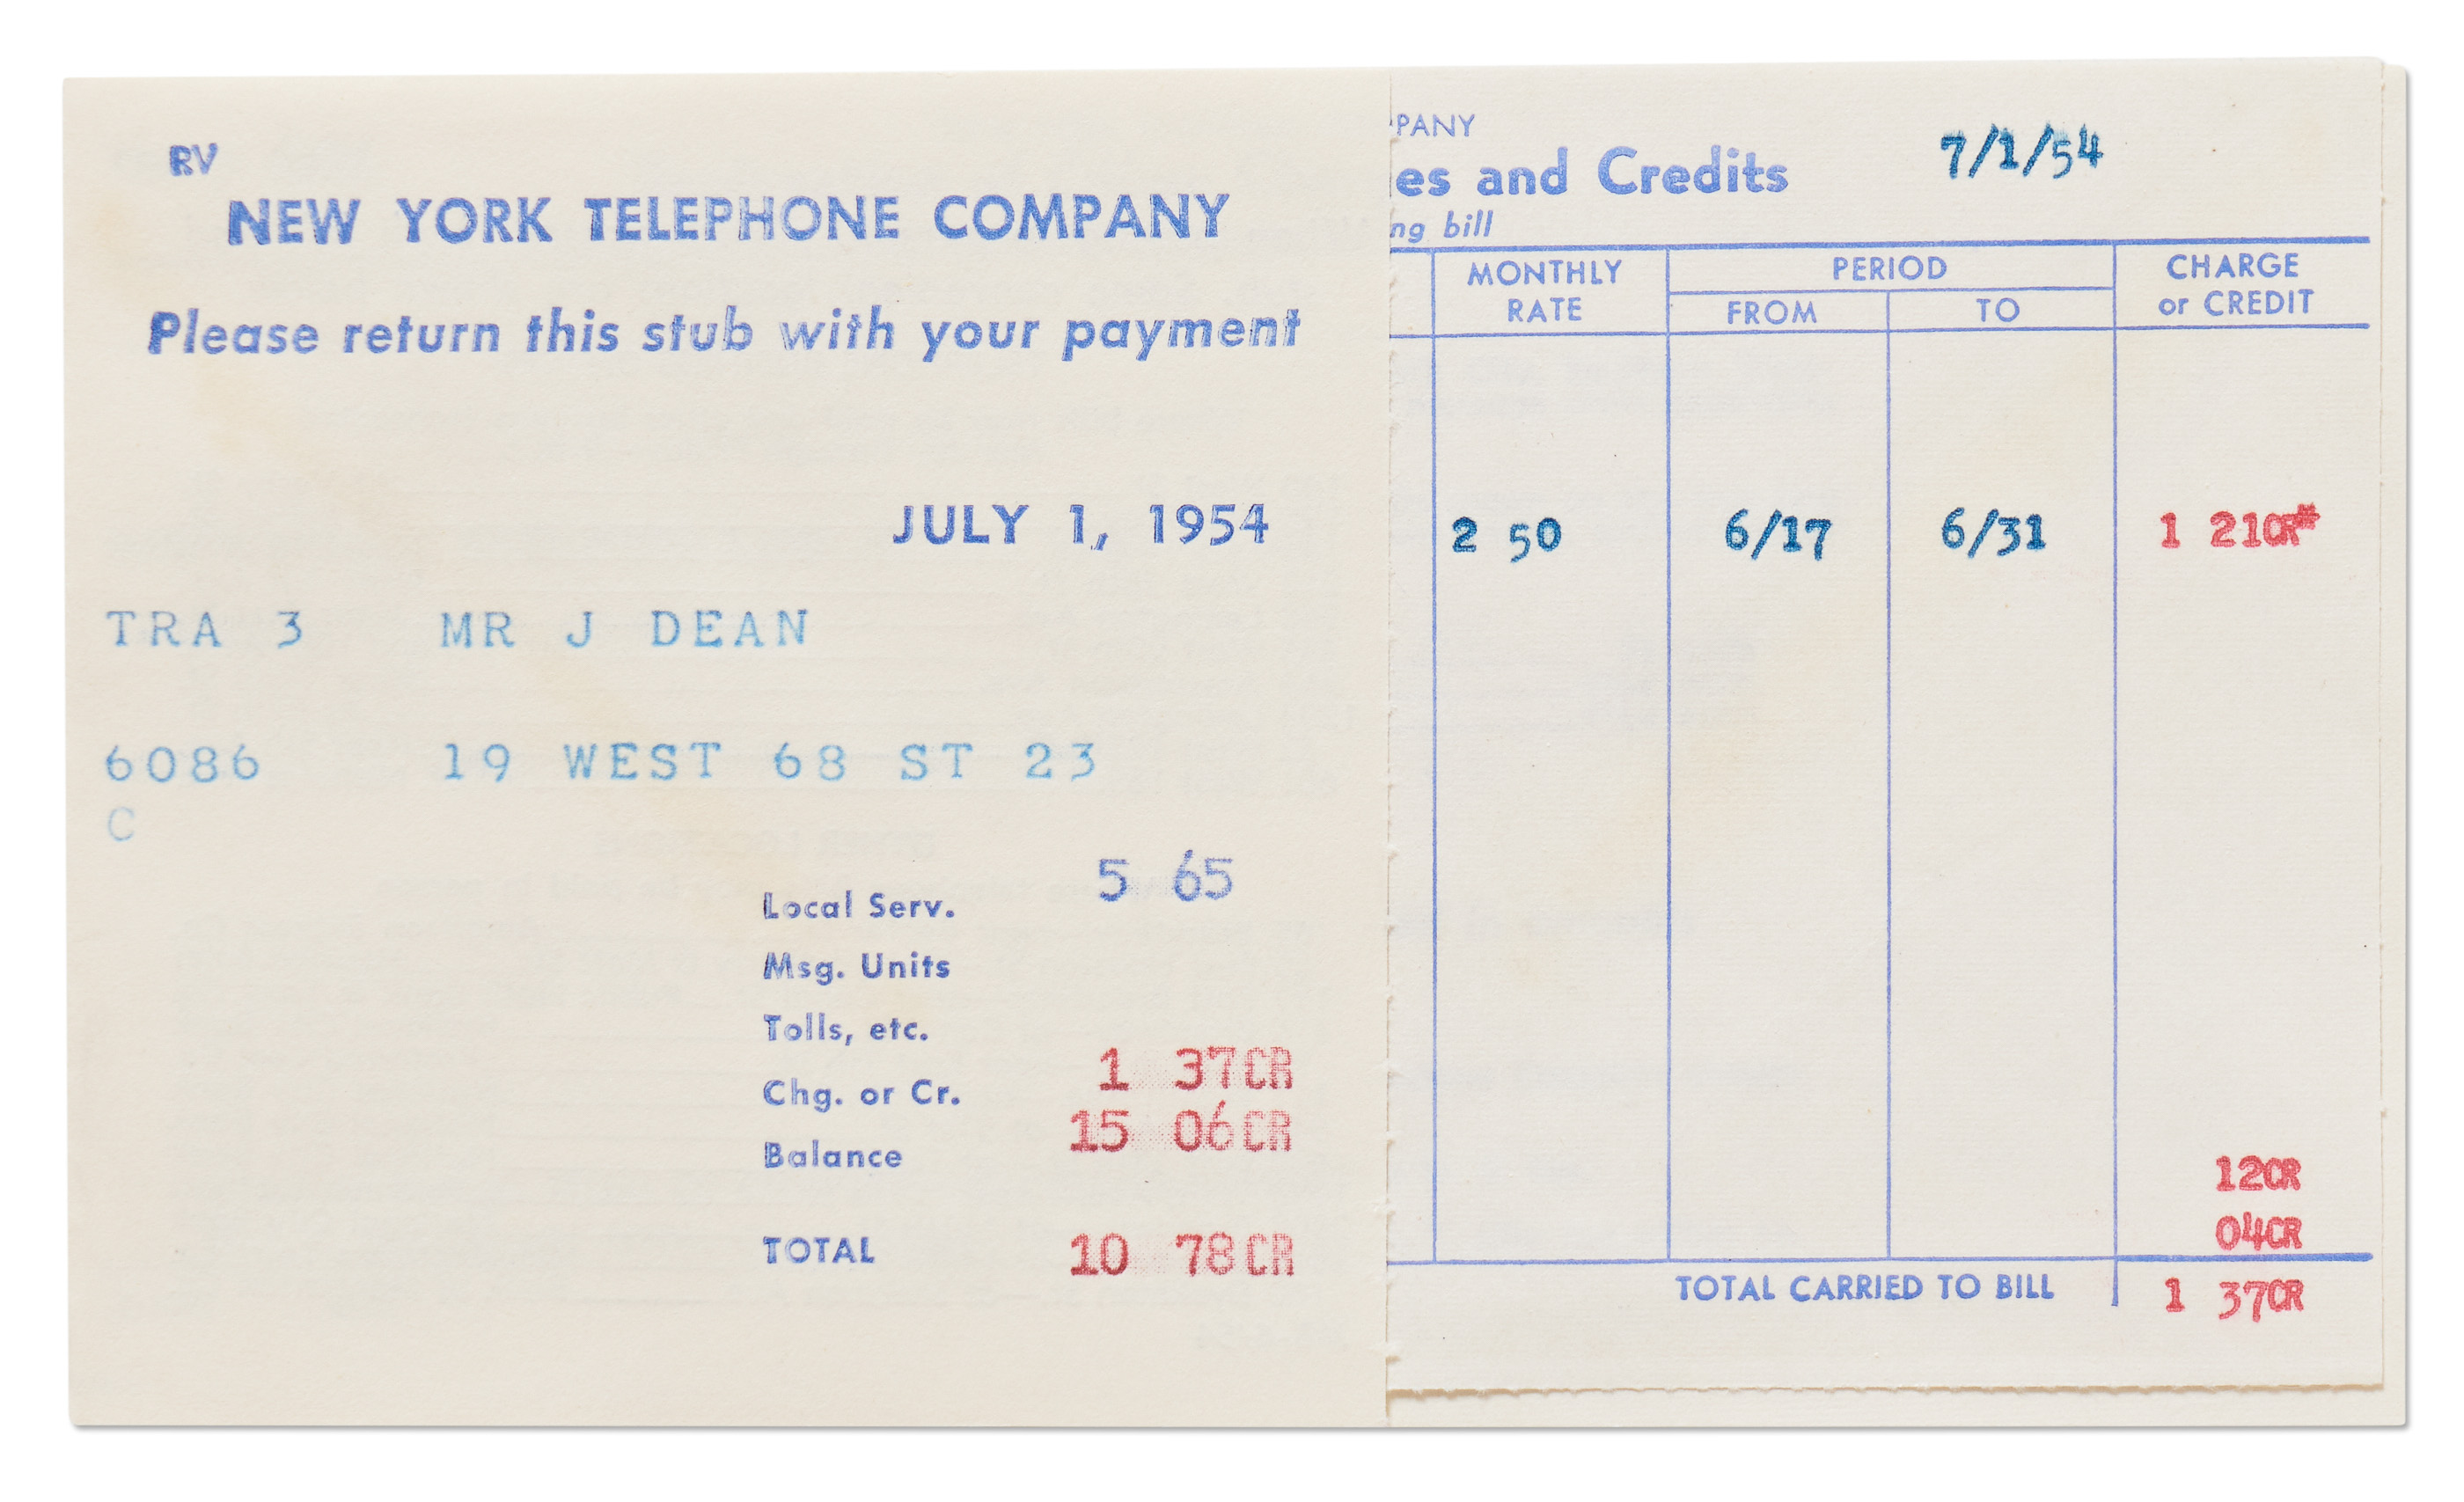 RV
NEW YORK TELEPHONE COMPANY
Please return this stub with your payment
JULY 1, 1954
TRA 3 MR J DEAN
6086 19 WEST 68 ST 23
C
Local Serv. 5 65
Msg. Units
Tolls, etc.
Chg. or Cr. 1 37CR
Balance 15 06CR
TOTAL 10 78CR
PANY
es and Credits 7/1/54
ng bill
MONTHLY RATE PERIOD CHARGE or CREDIT
FROM TO
2 50 6/17 6/31 1 21CR*
12CR
04CR
TOTAL CARRIED TO BILL 1 37CR